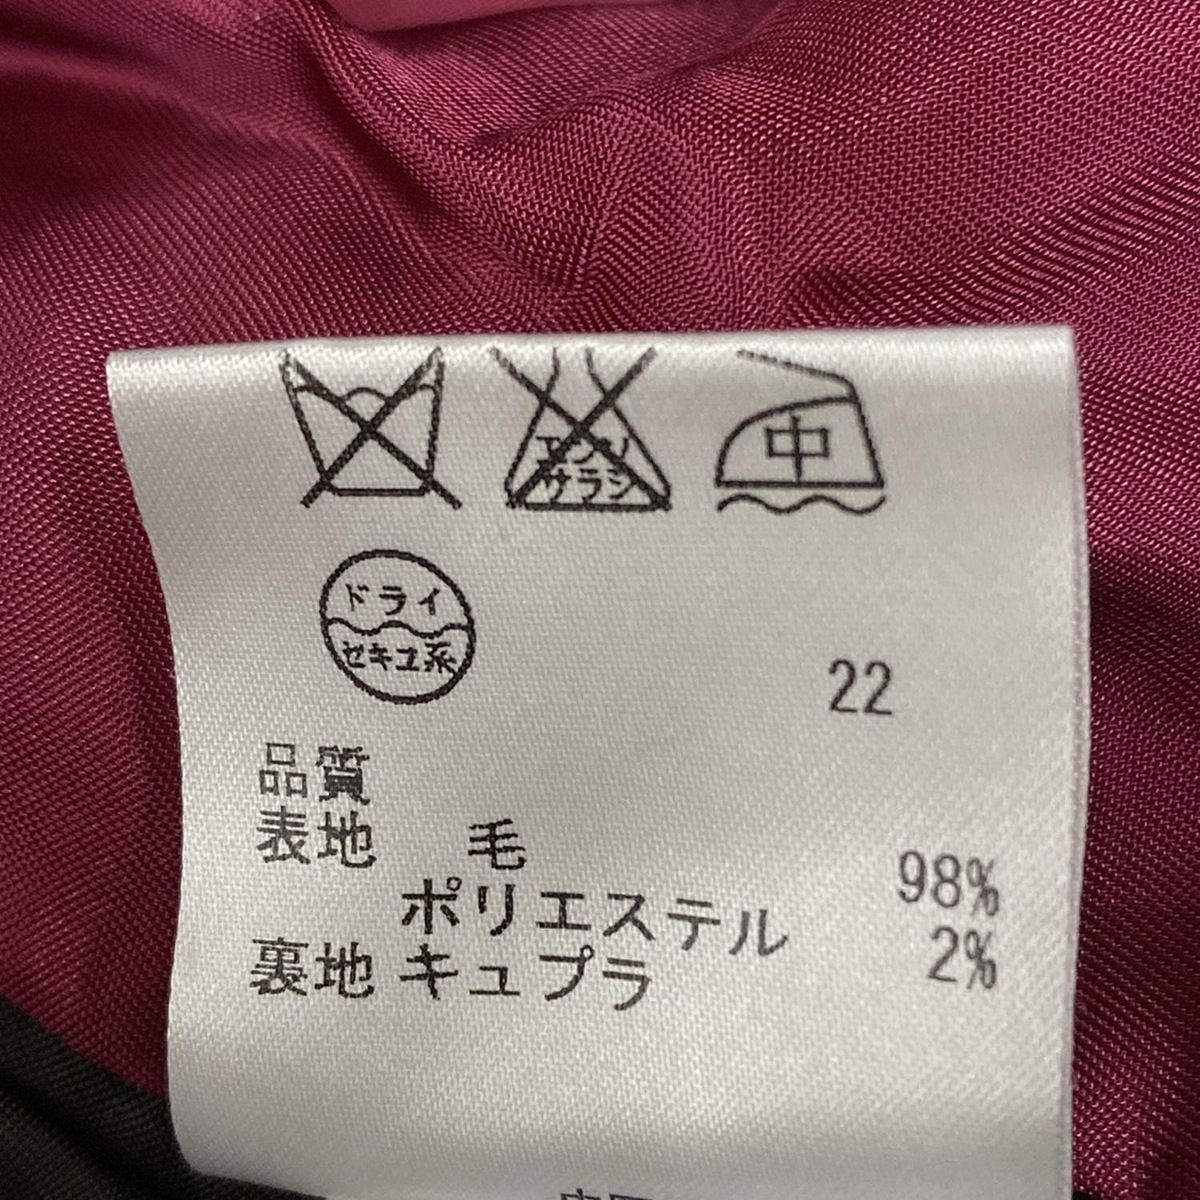 エンソ
サラシ
中
ドライ
セキユ系
22
品質
表地 毛 98%
ポリエステル 2%
裏地 キュプラ